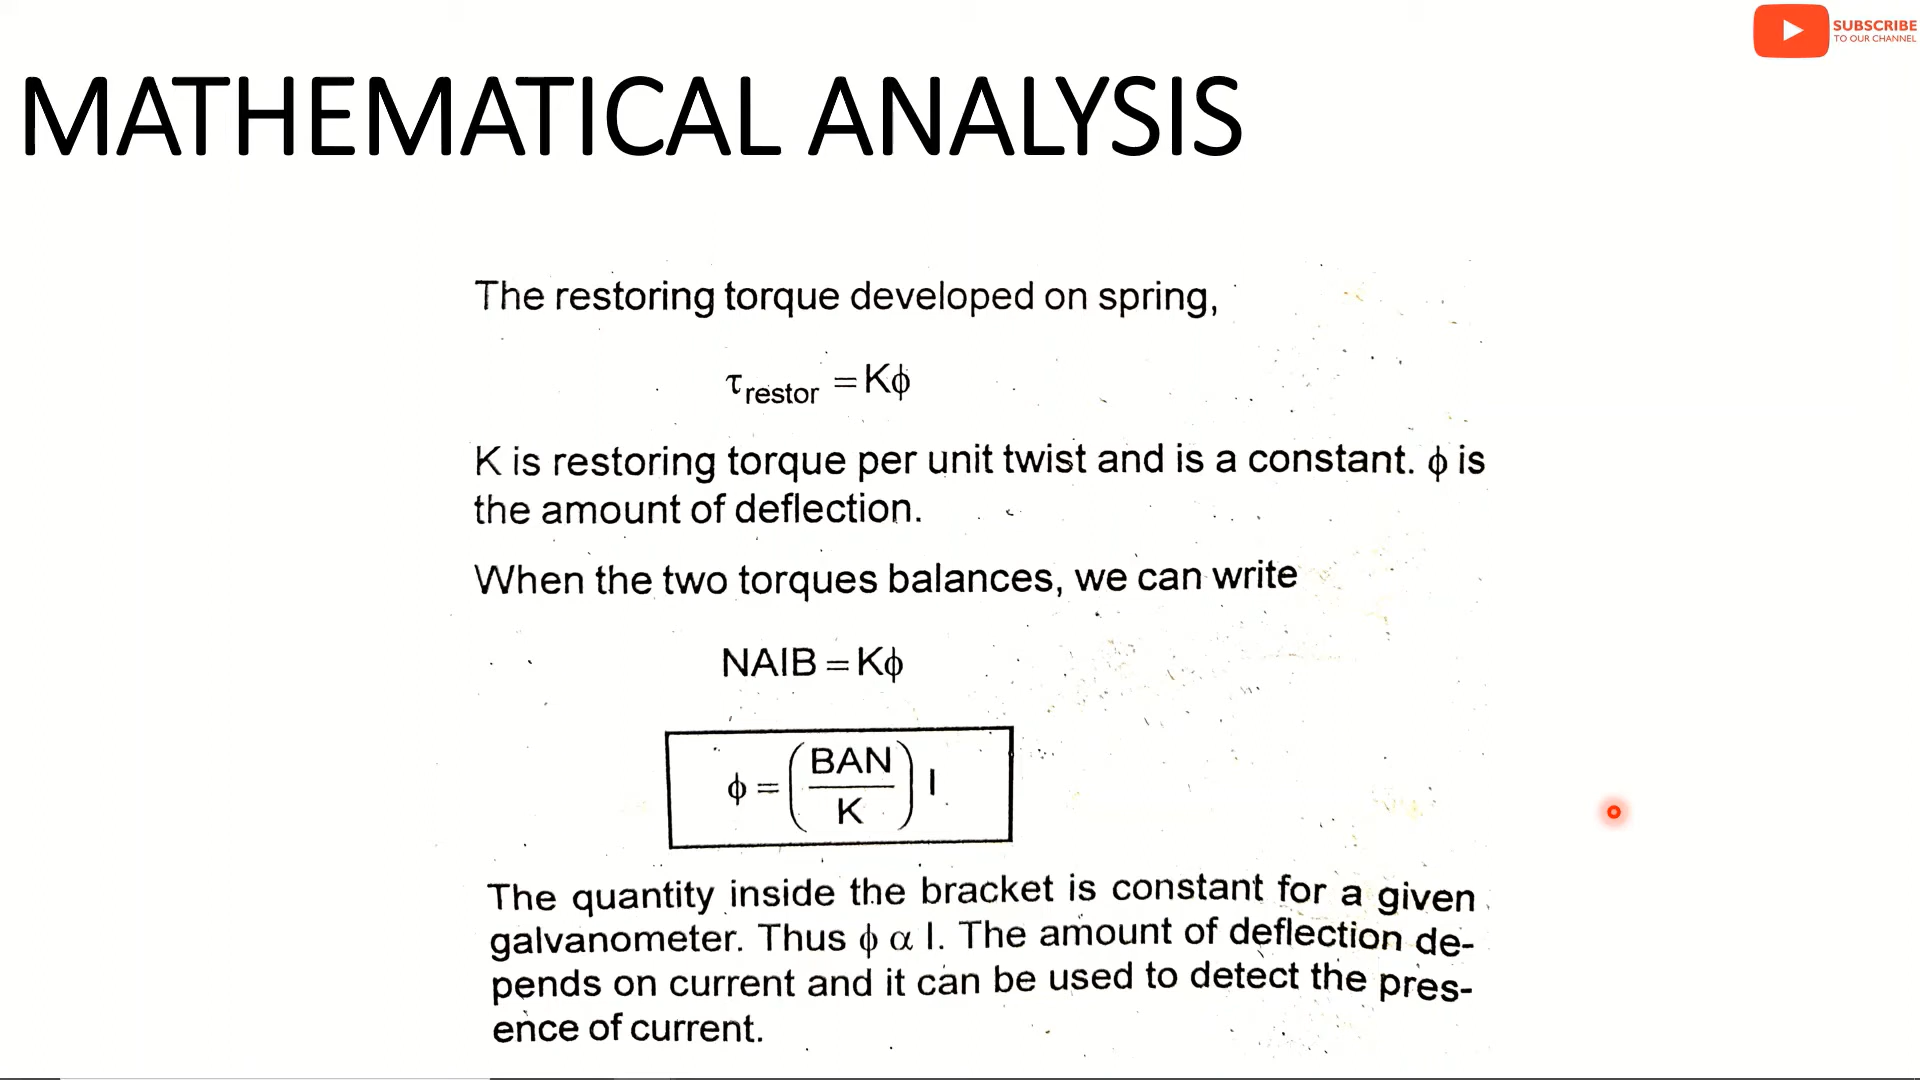 SUBSCRIBE
TO OUR CHANNEL
MATHEMATICAL ANALYSIS
The restoring torque developed on spring,
τrestor = Kϕ
K is restoring torque per unit twist and is a constant. ϕ is
the amount of deflection.
When the two torques balances, we can write
NAIB = Kϕ
ϕ = (BAN/K) I
The quantity inside the bracket is constant for a given
galvanometer. Thus ϕ α I. The amount of deflection de-
pends on current and it can be used to detect the pres-
ence of current.